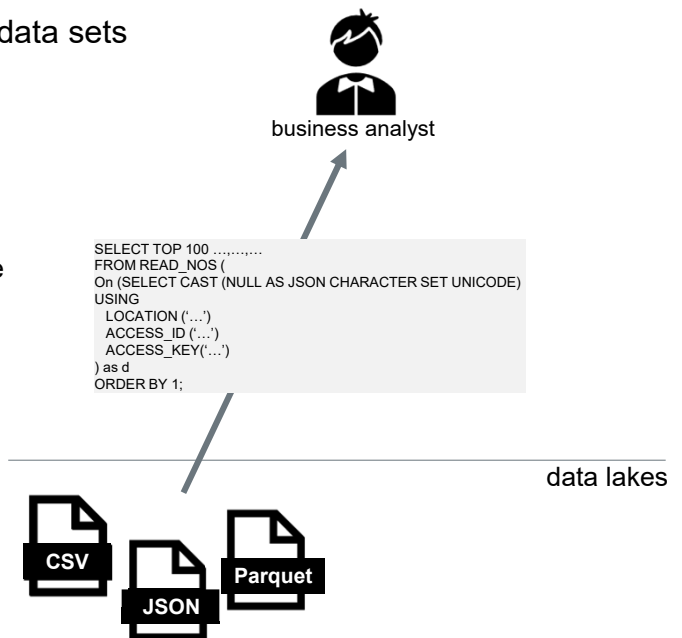 data sets
business analyst
e
SELECT TOP 100 …,…,…
FROM READ_NOS (
On (SELECT CAST (NULL AS JSON CHARACTER SET UNICODE)
USING
LOCATION (‘…’)
ACCESS_ID (‘…’)
ACCESS_KEY(‘…’)
) as d
ORDER BY 1;
data lakes
CSV
Parquet
JSON